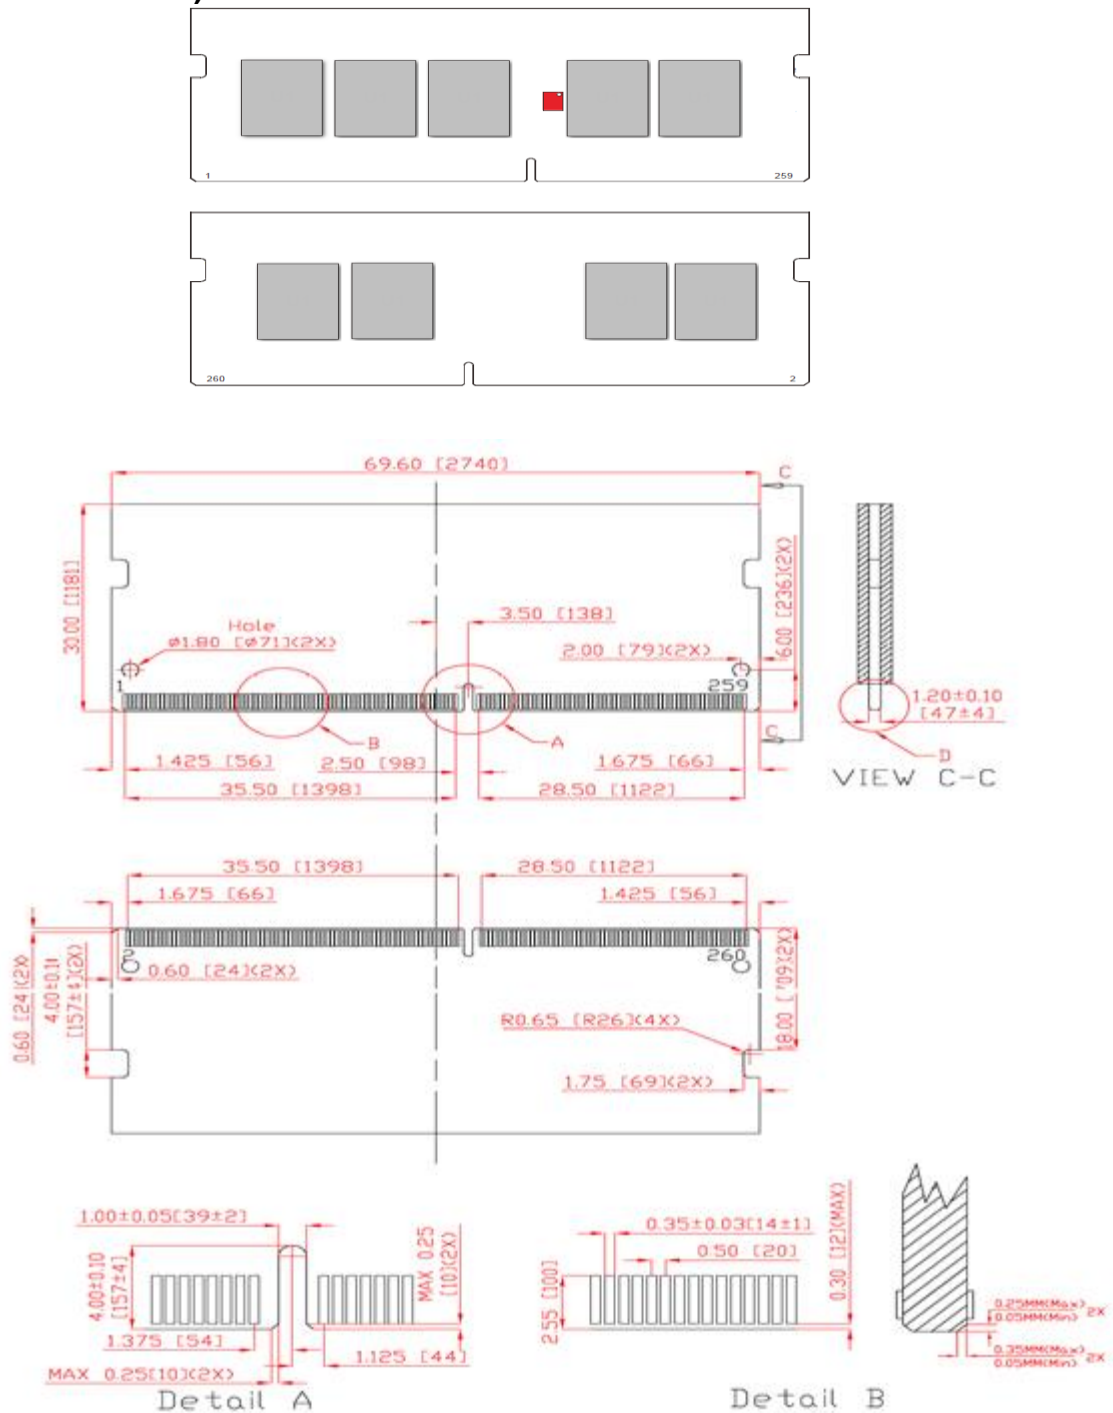 1
259
260
2
69.60 [2740]
C
30.00 [1181]
6.00 [236](2X)
3.50 [138]
Hole
ø1.80 [ø71](2X)
2.00 [79](2X)
1
259
1.20±0.10
[47±4]
B
A
C
D
1.425 [56]
2.50 [98]
1.675 [66]
VIEW C-C
35.50 [1398]
28.50 [1122]
35.50 [1398]
28.50 [1122]
1.675 [66]
1.425 [56]
2
260
0.60 [24](2X)
0.60 [24](2X)
4.00±0.10
[157±4](2X)
R0.65 [R26](4X)
1.75 [69](2X)
1.00±0.05[39±2]
0.35±0.03[14±1]
0.50 [20]
0.30 [12](MAX)
MAX 0.25
[10](2X)
4.00±0.10
[157±4]
2.55 [100]
0.25MM(Max)
0.05MM(Min) 2X
1.375 [54]
1.125 [44]
0.35MM(Max)
0.05MM(Min) 2X
MAX 0.25[10](2X)
Detail A
Detail B